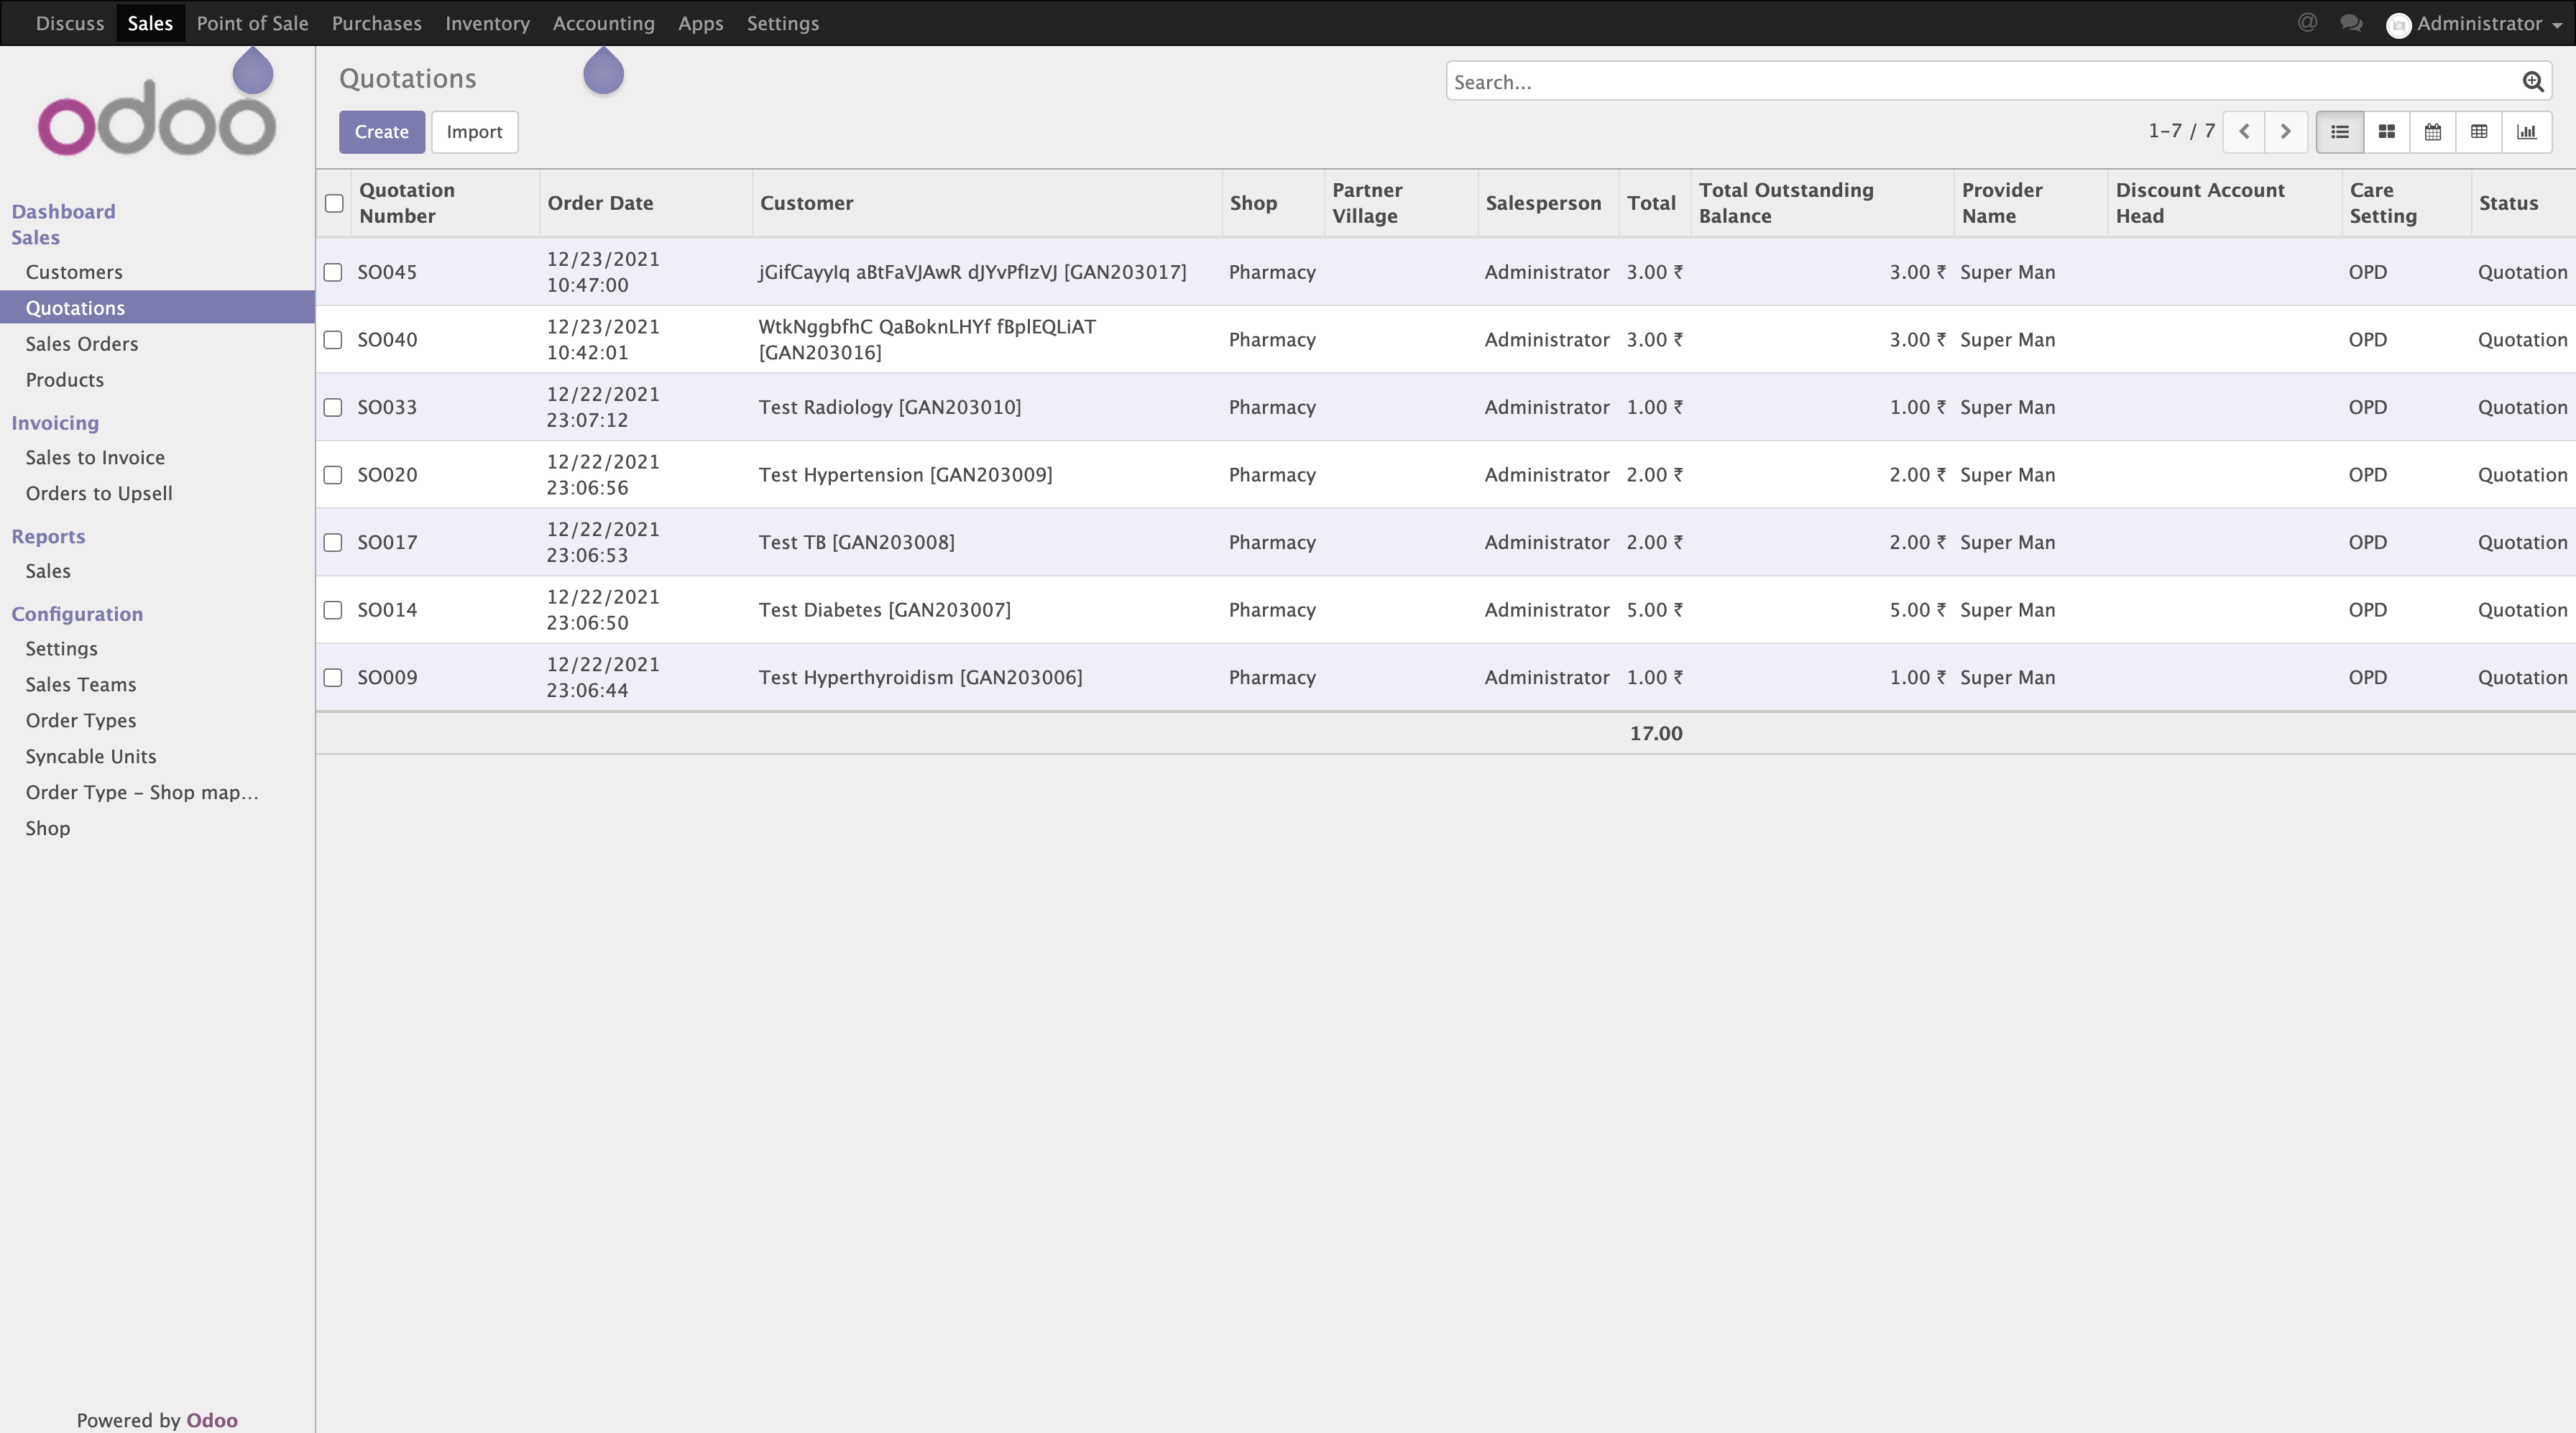 Discuss Sales Point of Sale Purchases Inventory Accounting Apps Settings @ Administrator
odoo
Dashboard
Sales
Customers
Quotations
Sales Orders
Products
Invoicing
Sales to Invoice
Orders to Upsell
Reports
Sales
Configuration
Settings
Sales Teams
Order Types
Syncable Units
Order Type – Shop map...
Shop
Powered by Odoo
Quotations
Search...
Create Import
1-7 / 7
Quotation Number Order Date Customer Shop Partner Village Salesperson Total Total Outstanding Balance Provider Name Discount Account Head Care Setting Status
SO045 12/23/2021 10:47:00 jGifCayyIq aBtFaVJAwR dJYvPfIzVJ [GAN203017] Pharmacy Administrator 3.00 ₹ 3.00 ₹ Super Man OPD Quotation
SO040 12/23/2021 10:42:01 WtkNggbfhC QaBoknLHYf fBplEQLiAT [GAN203016] Pharmacy Administrator 3.00 ₹ 3.00 ₹ Super Man OPD Quotation
SO033 12/22/2021 23:07:12 Test Radiology [GAN203010] Pharmacy Administrator 1.00 ₹ 1.00 ₹ Super Man OPD Quotation
SO020 12/22/2021 23:06:56 Test Hypertension [GAN203009] Pharmacy Administrator 2.00 ₹ 2.00 ₹ Super Man OPD Quotation
SO017 12/22/2021 23:06:53 Test TB [GAN203008] Pharmacy Administrator 2.00 ₹ 2.00 ₹ Super Man OPD Quotation
SO014 12/22/2021 23:06:50 Test Diabetes [GAN203007] Pharmacy Administrator 5.00 ₹ 5.00 ₹ Super Man OPD Quotation
SO009 12/22/2021 23:06:44 Test Hyperthyroidism [GAN203006] Pharmacy Administrator 1.00 ₹ 1.00 ₹ Super Man OPD Quotation
17.00